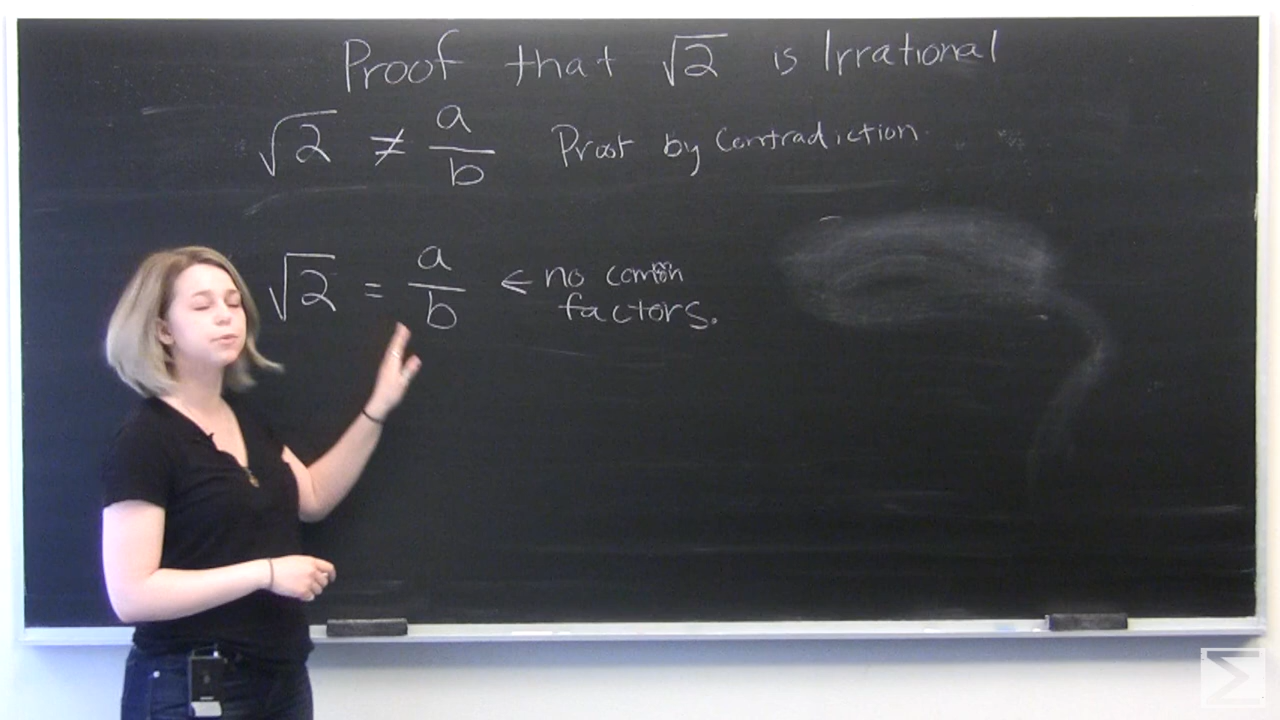 Proof that √2 is Irrational
√2 ≠ a/b Proof by Contradiction.
√2 = a/b ← no common
factors.
Σ